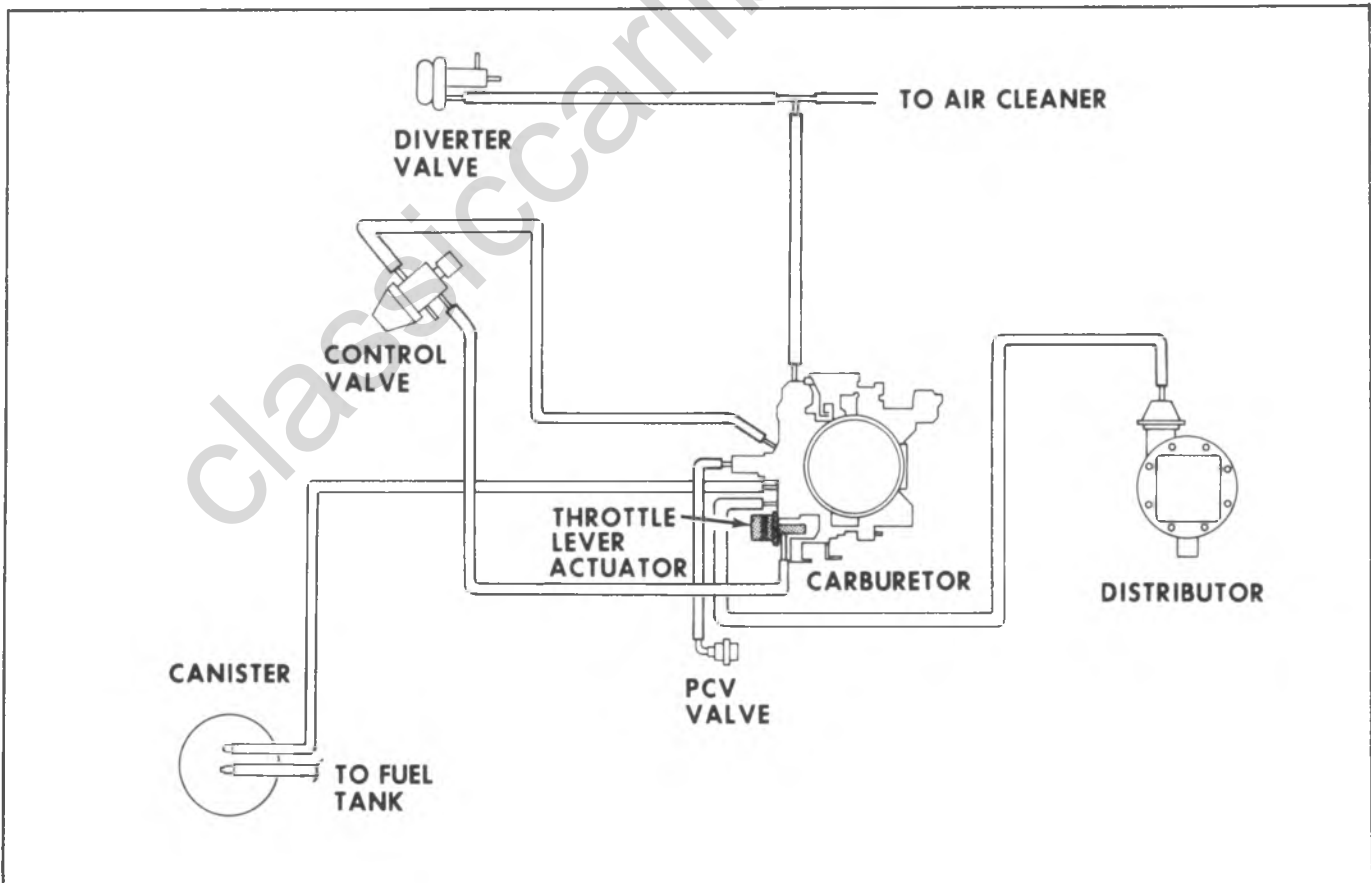 TO AIR CLEANER
DIVERTER
VALVE
CONTROL
VALVE
THROTTLE
LEVER
ACTUATOR
CARBURETOR
DISTRIBUTOR
CANISTER
PCV
VALVE
TO FUEL
TANK